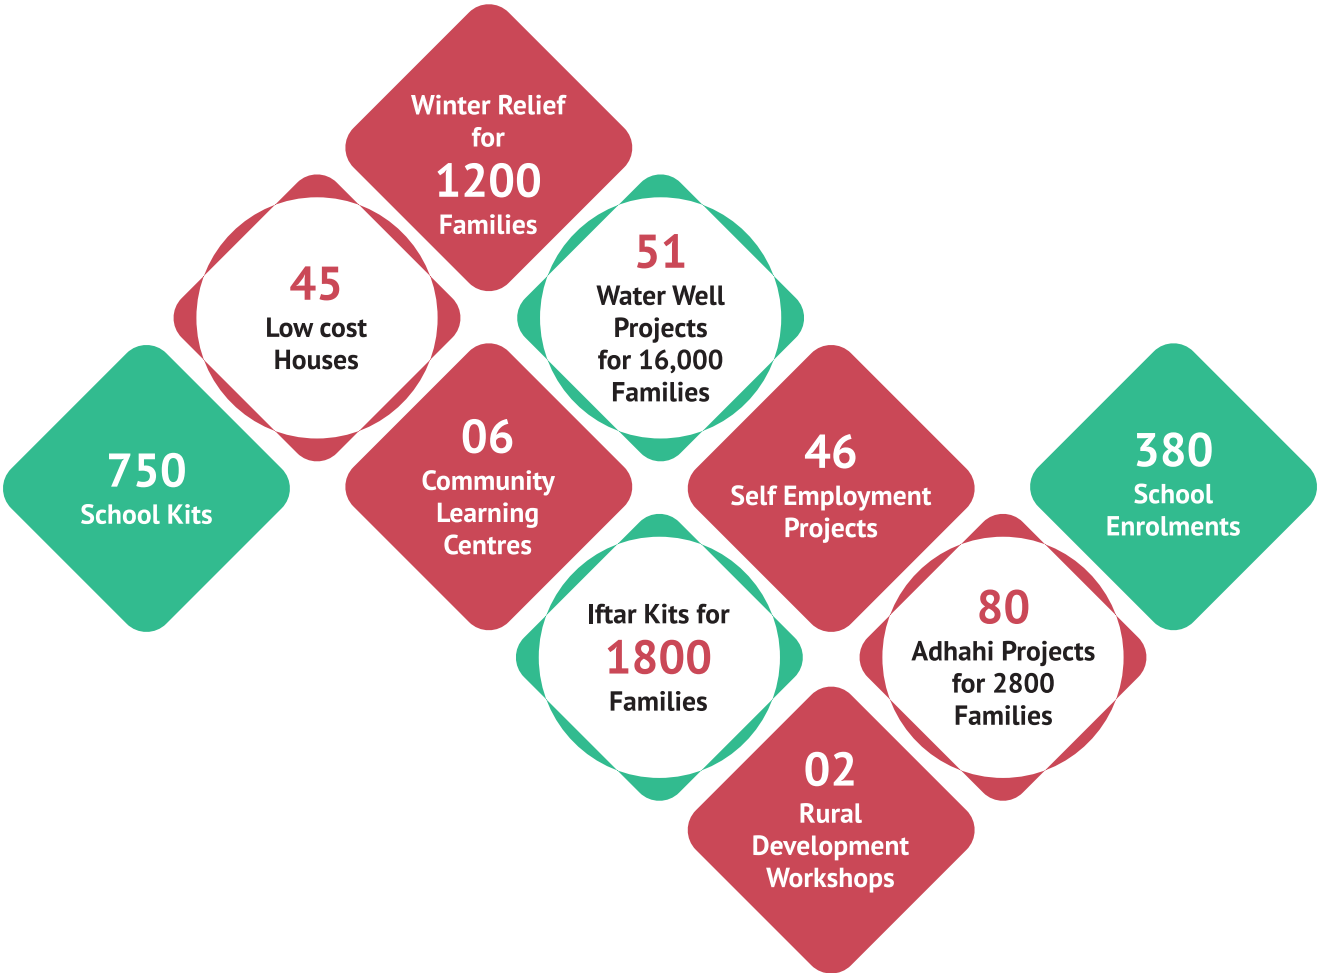 Winter Relief
for
1200
Families
45
Low cost
Houses
51
Water Well
Projects
for 16,000
Families
750
School Kits
06
Community
Learning
Centres
46
Self Employment
Projects
380
School
Enrolments
Iftar Kits for
1800
Families
80
Adhahi Projects
for 2800
Families
02
Rural
Development
Workshops